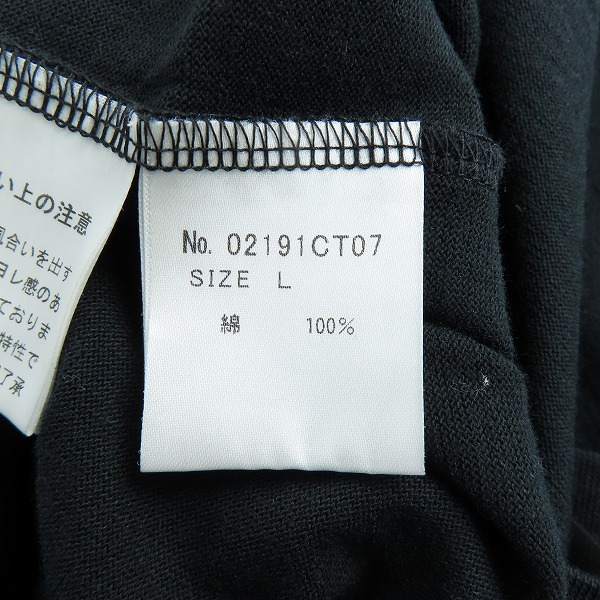 い上の注意
風合いを出す
ヨレ感のあ
ておりま
特性で
了承
No. 02191CT07
SIZE L
綿 100%